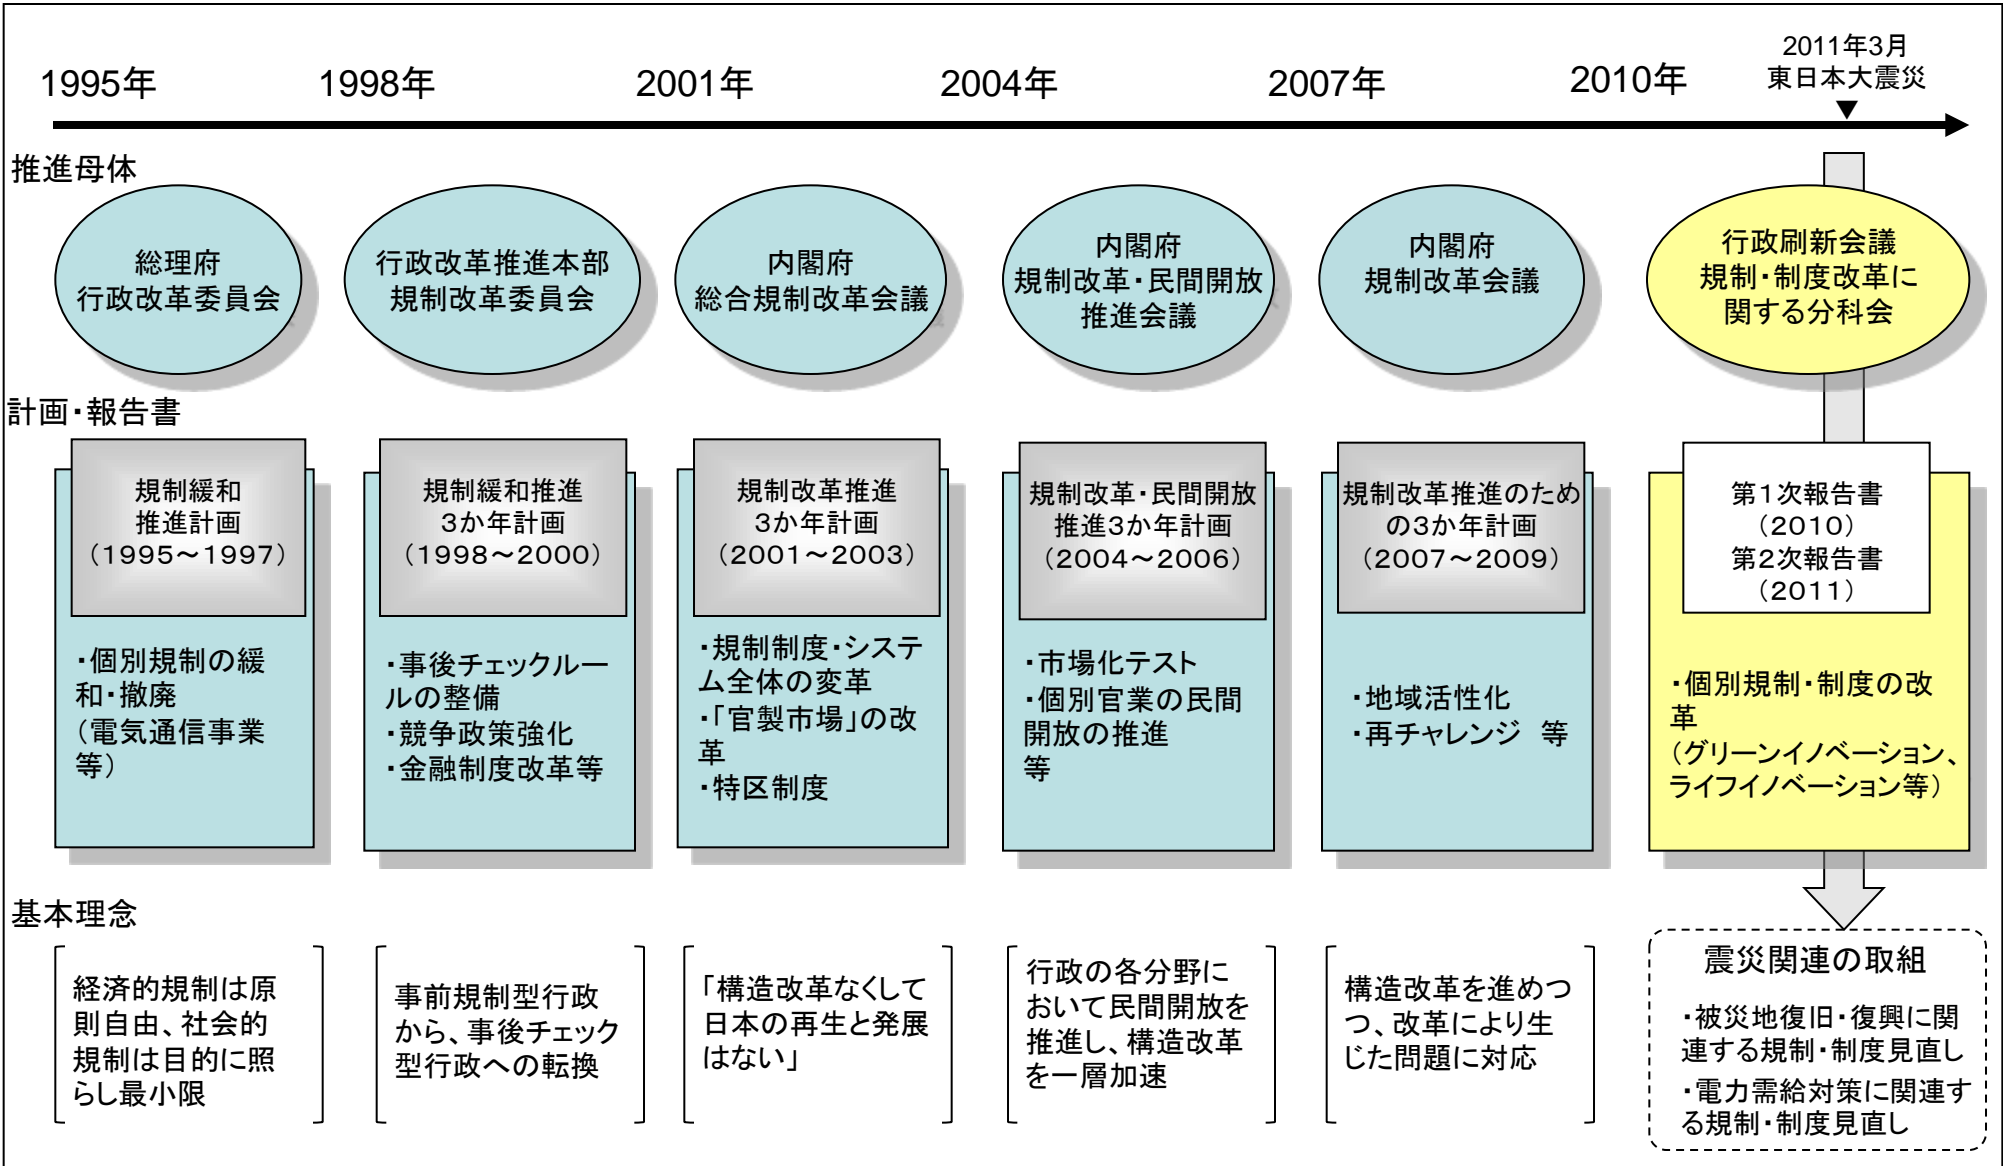 2011年3月
東日本大震災
▼
1995年
1998年
2001年
2004年
2007年
2010年
推進母体
総理府
行政改革委員会
行政改革推進本部
規制改革委員会
内閣府
総合規制改革会議
内閣府
規制改革・民間開放
推進会議
内閣府
規制改革会議
行政刷新会議
規制・制度改革に
関する分科会
計画・報告書
規制緩和
推進計画
（1995～1997）
・個別規制の緩
和・撤廃
（電気通信事業
等）
規制緩和推進
3か年計画
（1998～2000）
・事後チェックルー
ルの整備
・競争政策強化
・金融制度改革等
規制改革推進
3か年計画
（2001～2003）
・規制制度・システ
ム全体の変革
・「官製市場」の改
革
・特区制度
規制改革・民間開放
推進3か年計画
（2004～2006）
・市場化テスト
・個別官業の民間
開放の推進
等
規制改革推進のため
の3か年計画
（2007～2009）
・地域活性化
・再チャレンジ　等
第1次報告書
（2010）
第2次報告書
（2011）
・個別規制・制度の改
革
（グリーンイノベーション、
ライフイノベーション等）
基本理念
経済的規制は原
則自由、社会的
規制は目的に照
らし最小限
事前規制型行政
から、事後チェック
型行政への転換
「構造改革なくして
日本の再生と発展
はない」
行政の各分野に
おいて民間開放を
推進し、構造改革
を一層加速
構造改革を進めつ
つ、改革により生
じた問題に対応
震災関連の取組
・被災地復旧・復興に関
連する規制・制度見直し
・電力需給対策に関連す
る規制・制度見直し